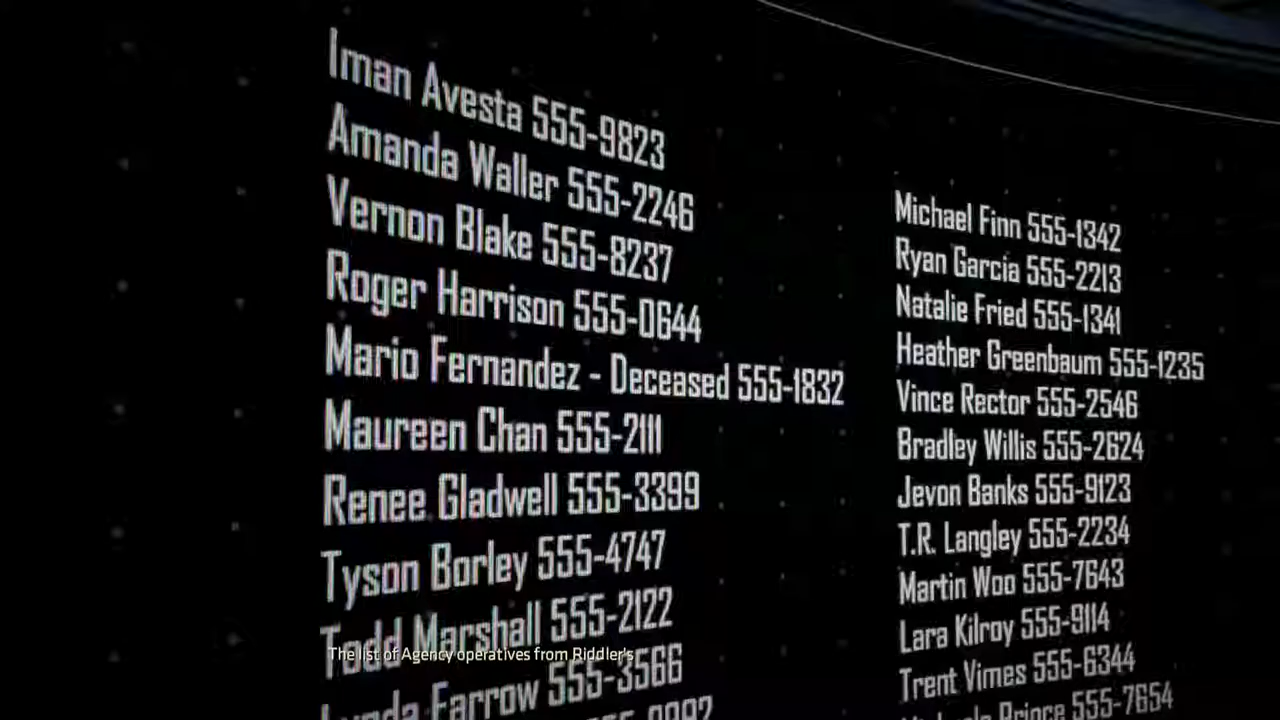 Iman Avesta 555-9823
Amanda Waller 555-2246
Vernon Blake 555-8237
Roger Harrison 555-0644
Mario Fernandez - Deceased 555-1832
Maureen Chan 555-2111
Renee Gladwell 555-3399
Tyson Borley 555-4747
Todd Marshall 555-2122
The list of Agency operatives from Riddler's
Lynda Farrow 555-3566
Michael Finn 555-1342
Ryan Garcia 555-2213
Natalie Fried 555-1341
Heather Greenbaum 555-1235
Vince Rector 555-2546
Bradley Willis 555-2624
Jevon Banks 555-9123
T.R. Langley 555-2234
Martin Woo 555-7643
Lara Kilroy 555-9114
Trent Vimes 555-6344
Prince 555-7654